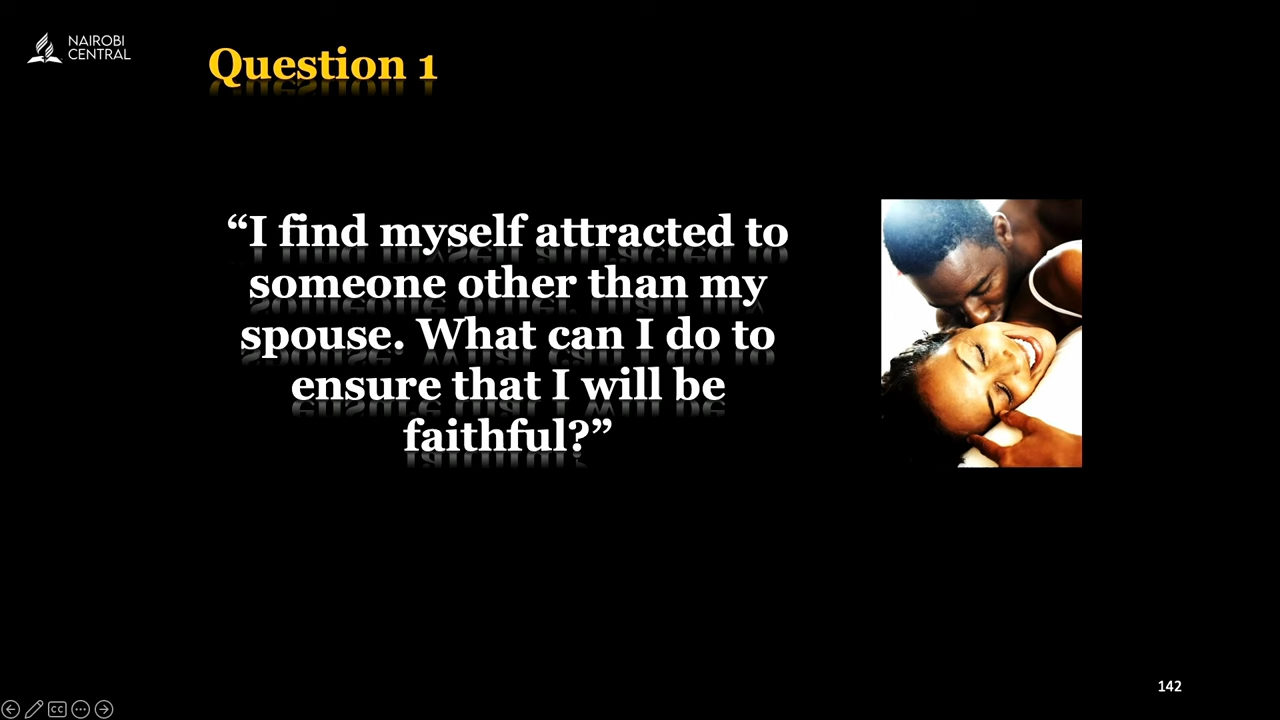 NAIROBI
CENTRAL
Question 1
“I find myself attracted to
someone other than my
spouse. What can I do to
ensure that I will be
faithful?”
142
CC